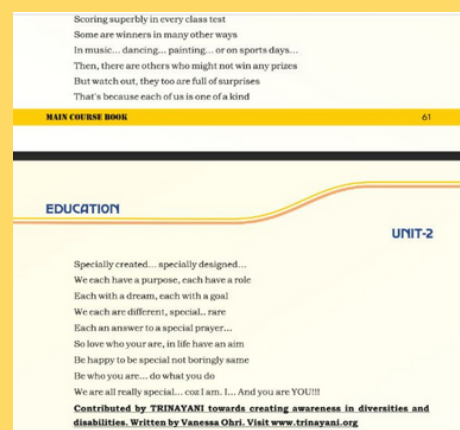 Scoring superbly in every class test
Some are winners in many other ways
In music... dancing... painting... or on sports days...
Then, there are others who might not win any prizes
But watch out, they too are full of surprises
That's because each of us is one of a kind
MAIN COURSE BOOK 61
EDUCATION
UNIT-2
Specially created... specially designed...
We each have a purpose, each have a role
Each with a dream, each with a goal
We each are different, special.. rare
Each an answer to a special prayer...
So love who your are, in life have an aim
Be happy to be special not boringly same
Be who you are... do what you do
We are all really special... coz I am. I... And you are YOU!!!
Contributed by TRINAYANI towards creating awareness in diversities and
disabilities. Written by Vanessa Ohri. Visit www.trinayani.org